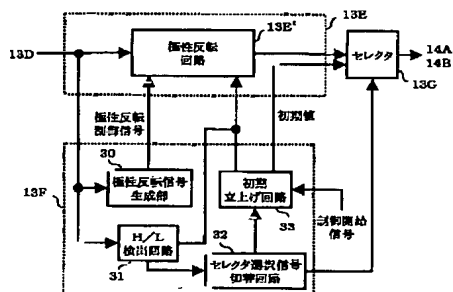 13E
13E'
13D
極性反転
回路
セレクタ
14A
14B
13G
極性反転
制御信号
初期値
30
13F
極性反転信号
生成部
初期
立上げ回路
33
制御開始
信号
H/L
検出回路
31
32
セレクタ選択信号
切替回路